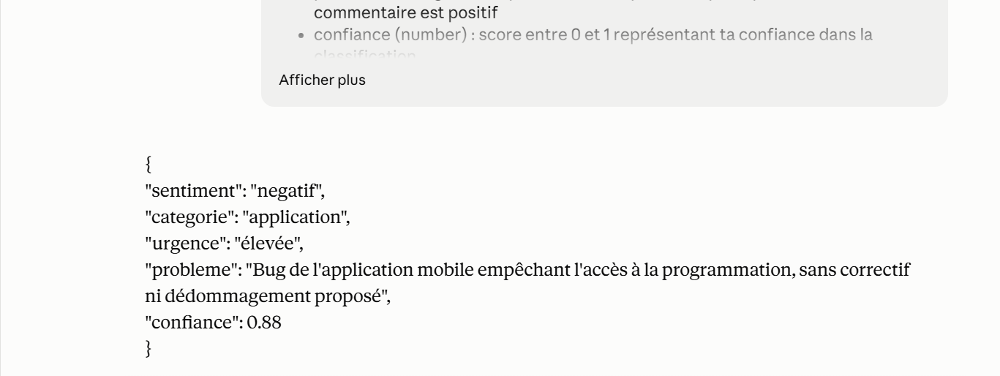 commentaire est positif
• confiance (number) : score entre 0 et 1 représentant ta confiance dans la
classification
Afficher plus
{
"sentiment": "negatif",
"categorie": "application",
"urgence": "élevée",
"probleme": "Bug de l'application mobile empêchant l'accès à la programmation, sans correctif
ni dédommagement proposé",
"confiance": 0.88
}